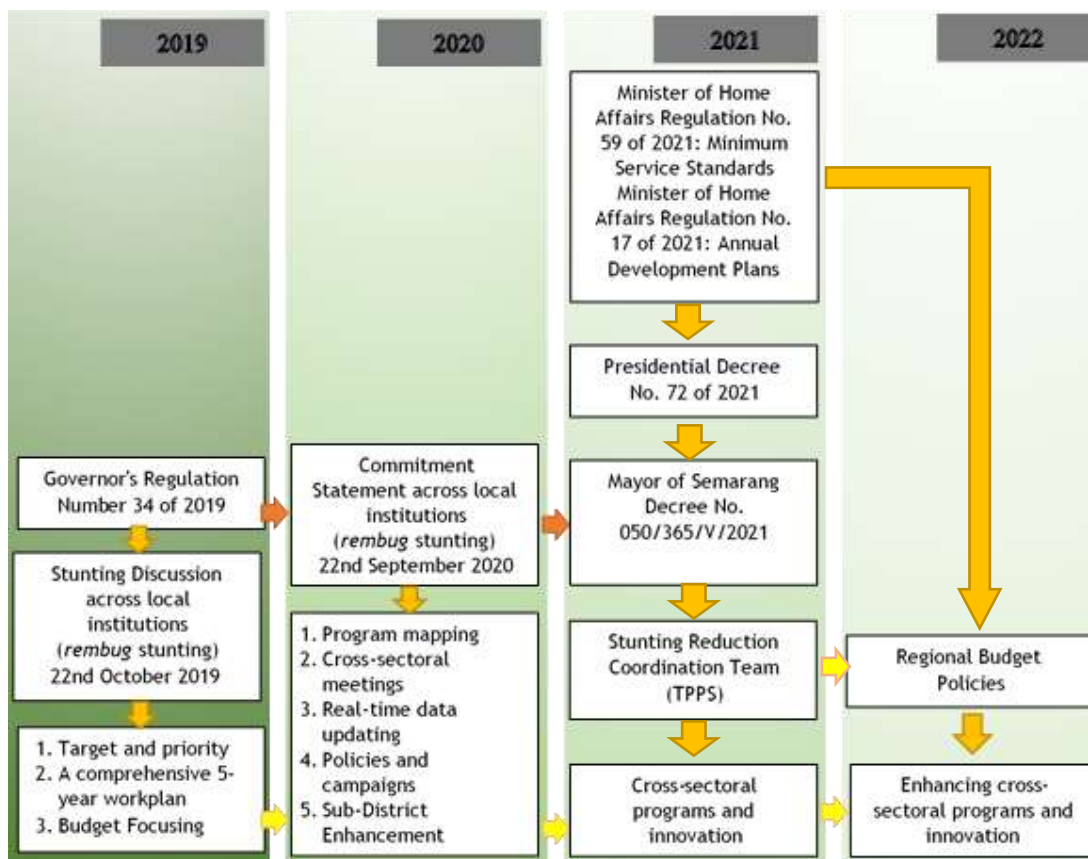 2019
Governor's Regulation
Number 34 of 2019
Stunting Discussion
across local
institutions
(rembug stunting)
22nd October 2019
1. Target and priority
2. A comprehensive 5-
year workplan
3. Budget Focusing
2020
Commitment
Statement across local
institutions
(rembug stunting)
22nd September 2020
1. Program mapping
2. Cross-sectoral
meetings
3. Real-time data
updating
4. Policies and
campaigns
5. Sub-District
Enhancement
2021
Minister of Home
Affairs Regulation No.
59 of 2021: Minimum
Service Standards
Minister of Home
Affairs Regulation No.
17 of 2021: Annual
Development Plans
Presidential Decree
No. 72 of 2021
Mayor of Semarang
Decree No.
050/365/V/2021
Stunting Reduction
Coordination Team
(TPPS)
Cross-sectoral
programs and
innovation
2022
Regional Budget
Policies
Enhancing cross-
sectoral programs and
innovation